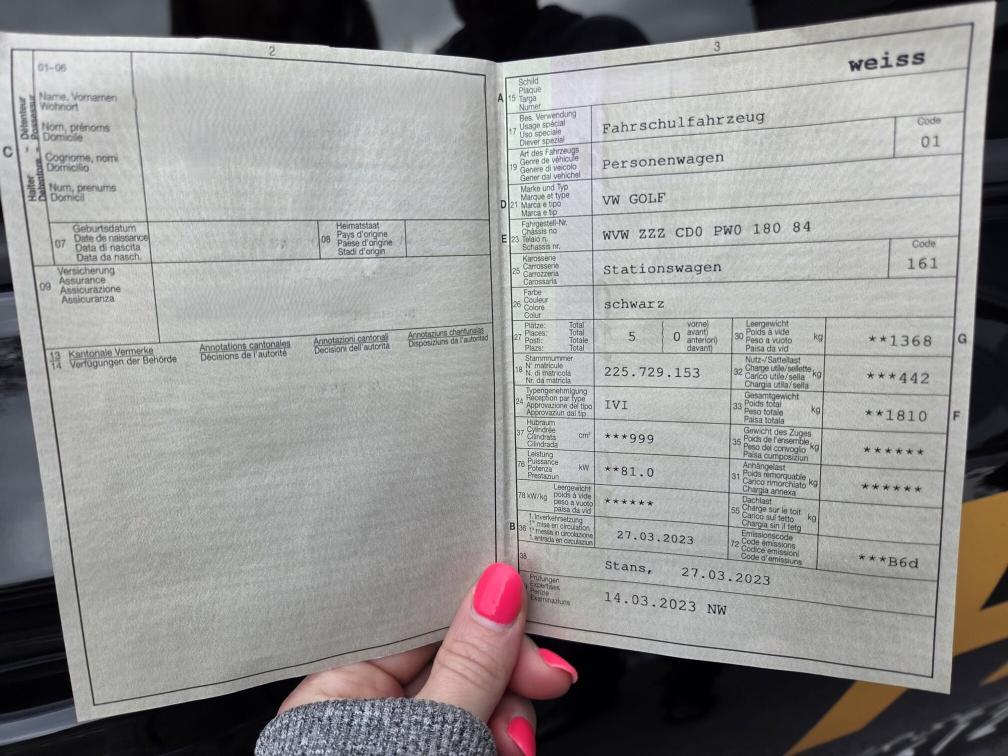 2
01-06
C
Halter - Détenteur
Detentore - Possessur
Name, Vornamen
Wohnort
Nom, prénoms
Domicile
Cognome, nomi
Domicilio
Num, prenums
Domicil
07
Geburtsdatum
Date de naissance
Data di nascita
Data da nasch.
08
Heimatstaat
Pays d'origine
Paese d'origine
Stadi d'origin
09
Versicherung
Assurance
Assicurazione
Assicuranza
13
14
Kantonale Vermerke
Verfügungen der Behörde
Annotations cantonales
Décisions de l'autorité
Annotazioni cantonali
Decisioni dell'autorità
Annotaziuns chantunalas
Disposiziuns da l'autoritad
3
A 15
Schild
Plaque
Targa
Numer
weiss
17
Bes. Verwendung
Usage spécial
Uso speciale
Diever spezial
Fahrschulfahrzeug
19
Art des Fahrzeugs
Genre de véhicule
Genere di veicolo
Gener dal vehichel
Personenwagen
Code
01
D 21
Marke und Typ
Marque et type
Marca e tipo
Marca e tip
VW GOLF
E 23
Fahrgestell-Nr.
Châssis no
Telaio n.
Schassis nr.
WVW ZZZ CD0 PW0 180 84
25
Karosserie
Carrosserie
Carrozzeria
Carossaria
Stationswagen
Code
161
26
Farbe
Couleur
Colore
Colur
schwarz
27
Plätze: Total
Places: Total
Posti: Totale
Plazs: Total
5
0
vorne)
avant)
anteriori)
davant)
30
Leergewicht
Poids à vide
Peso a vuoto
Paisa da vid
kg
**1368
G
18
Stammnummer
N° matricule
N. di matricola
Nr. da matricla
225.729.153
32
Nutz-/Sattellast
Charge utile/sellette
Carico utile/sella
Chargia utila/sella
kg
***442
24
Typengenehmigung
Réception par type
Approvazione del tipo
Approvaziun dal tip
IVI
33
Gesamtgewicht
Poids total
Peso totale
Paisa totala
kg
**1810
F
37
Hubraum
Cylindrée
Cilindrata
Cilindrada
cm³
***999
35
Gewicht des Zuges
Poids de l'ensemble
Peso del convoglio
Paisa cumposiziun
kg
******
76
Leistung
Puissance
Potenza
Prestaziun
kW
**81.0
31
Anhängelast
Poids remorquable
Carico rimorchiato
Chargia annexa
kg
******
78 kW/kg
Leergewicht
poids à vide
peso a vuoto
paisa da vid
******
55
Dachlast
Charge sur le toit
Carico sul tetto
Chargia sin il tetg
kg
B 36
1. Inverkehrsetzung
1re mise en circulation
1a messa in circolazione
1. entrada en circulaziun
27.03.2023
72
Emissionscode
Code émissions
Codice emissioni
Code d'emissiuns
***B6d
38
Stans, 27.03.2023
Prüfungen
Expertises
Perizie
Examinaziuns
14.03.2023 NW